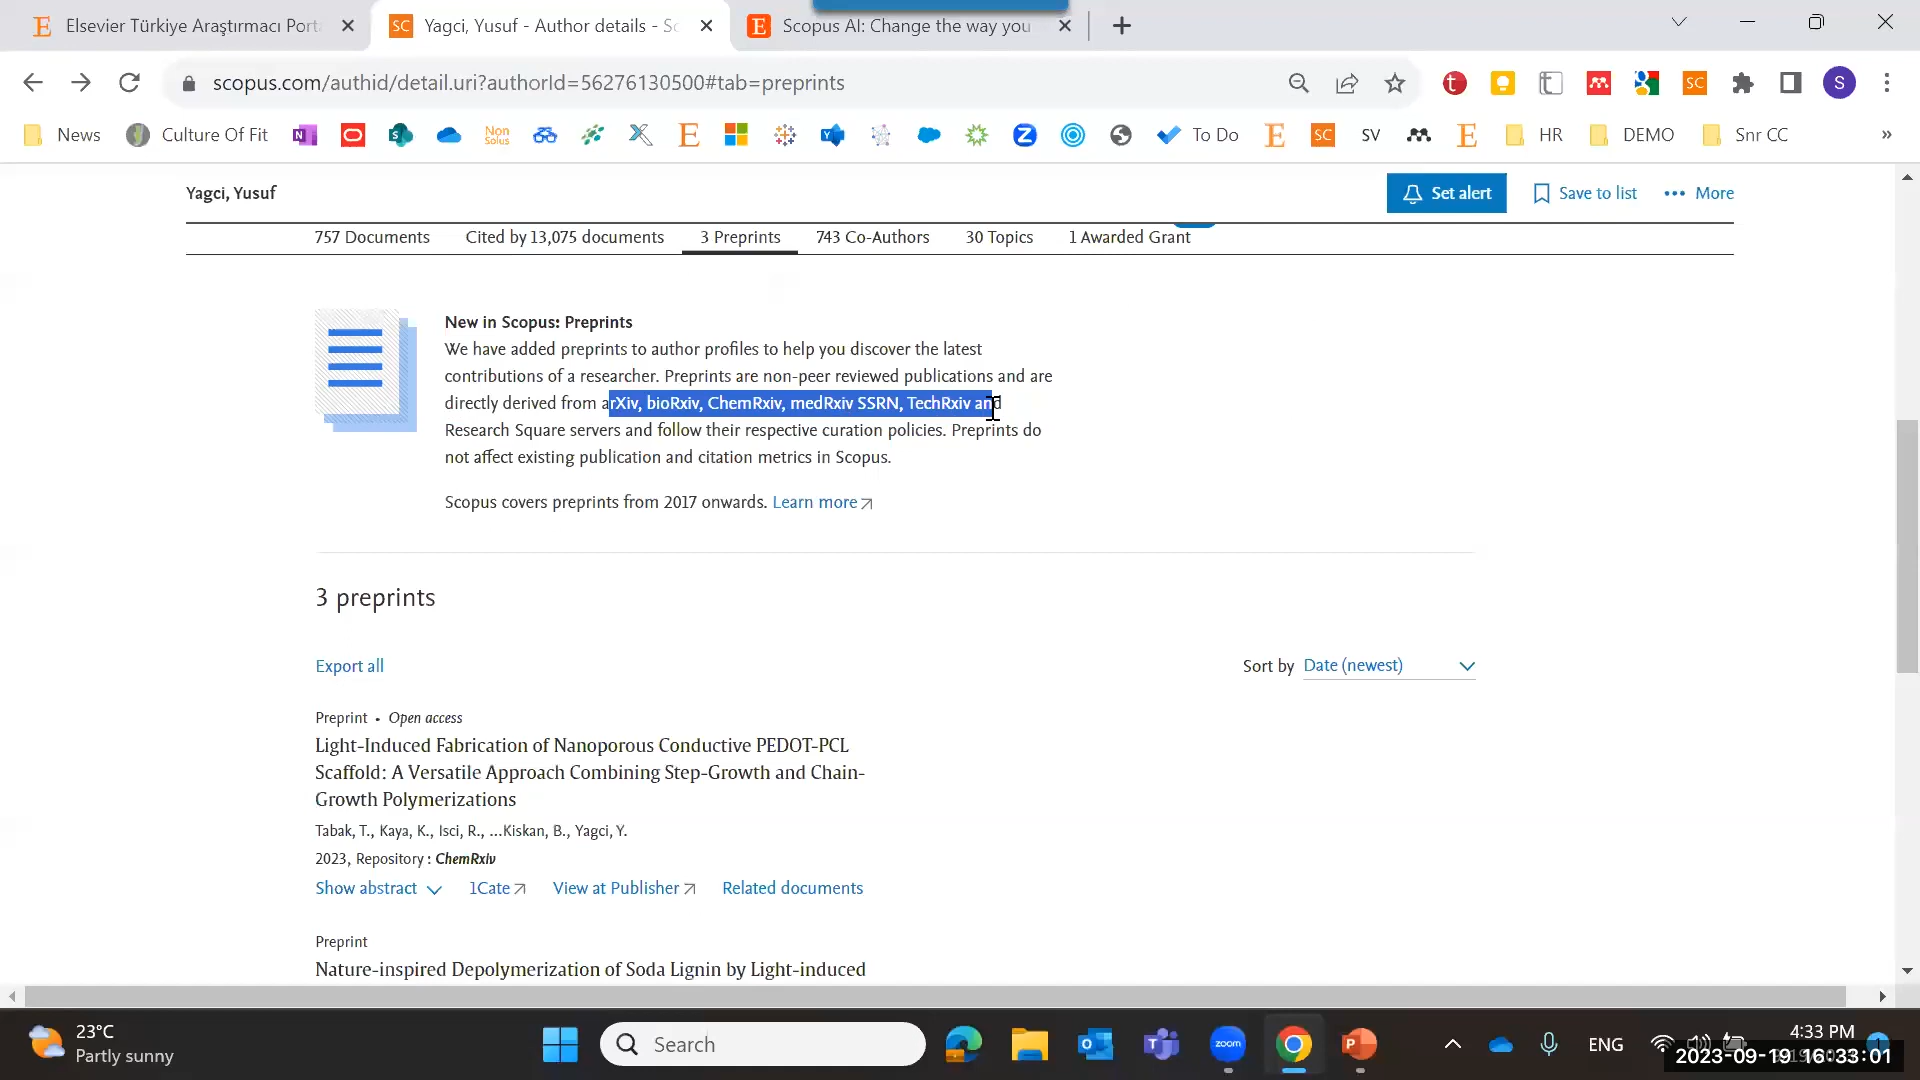 Elsevier Türkiye Araştırmacı Port
SC Yagci, Yusuf - Author details - Sc
Scopus AI: Change the way you
scopus.com/authid/detail.uri?authorId=56276130500#tab=preprints
SC S
News Culture Of Fit Non Solus To Do SC SV HR DEMO Snr CC »
Yagci, Yusuf
Set alert Save to list More
757 Documents Cited by 13,075 documents 3 Preprints 743 Co-Authors 30 Topics 1 Awarded Grant
New in Scopus: Preprints
We have added preprints to author profiles to help you discover the latest
contributions of a researcher. Preprints are non-peer reviewed publications and are
directly derived from arXiv, bioRxiv, ChemRxiv, medRxiv SSRN, TechRxiv and
Research Square servers and follow their respective curation policies. Preprints do
not affect existing publication and citation metrics in Scopus.
Scopus covers preprints from 2017 onwards. Learn more
3 preprints
Export all
Sort by Date (newest)
Preprint • Open access
Light-Induced Fabrication of Nanoporous Conductive PEDOT-PCL
Scaffold: A Versatile Approach Combining Step-Growth and Chain-
Growth Polymerizations
Tabak, T., Kaya, K., Isci, R., ...Kiskan, B., Yagci, Y.
2023, Repository : ChemRxiv
Show abstract 1Cate View at Publisher Related documents
Preprint
Nature-inspired Depolymerization of Soda Lignin by Light-induced
23°C
Partly sunny
Search
zoom
ENG
4:33 PM
2023-09-19 16:33:01